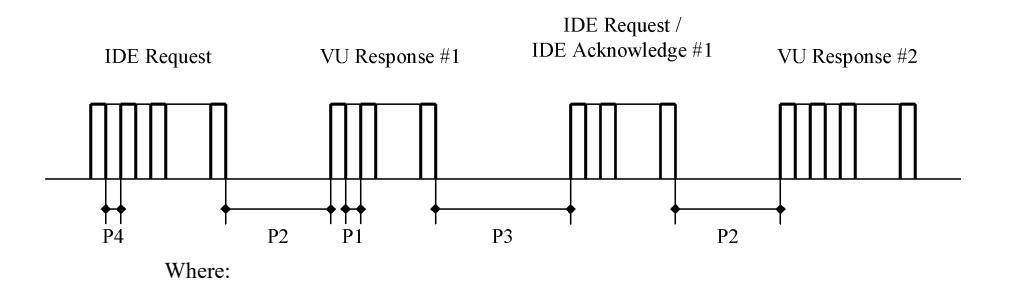 IDE Request /
IDE Request
VU Response #1
IDE Acknowledge #1
VU Response #2
P4
P2
P1
P3
P2
Where: